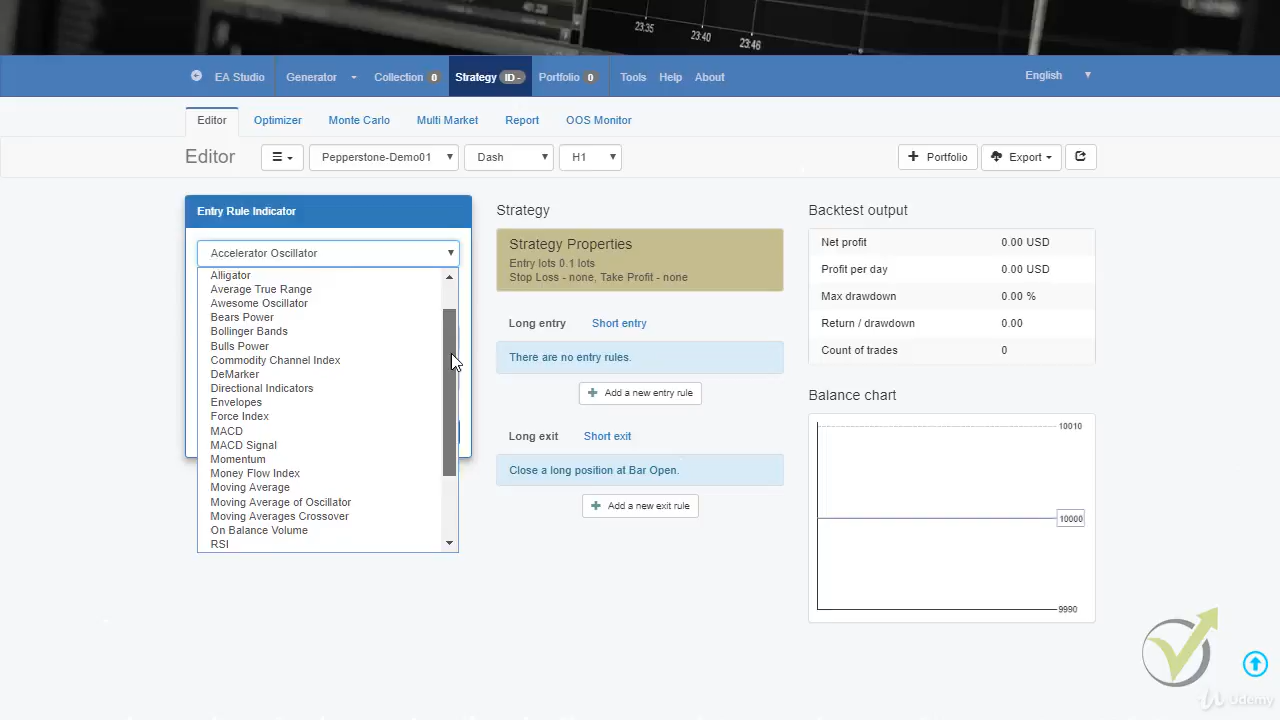 23:35
23:40
23:46
EA Studio
Generator
Collection 0
Strategy ID -
Portfolio 0
Tools
Help
About
English
Editor
Optimizer
Monte Carlo
Multi Market
Report
OOS Monitor
Editor
Pepperstone-Demo01
Dash
H1
Portfolio
Export
Entry Rule Indicator
Accelerator Oscillator
Alligator
Average True Range
Awesome Oscillator
Bears Power
Bollinger Bands
Bulls Power
Commodity Channel Index
DeMarker
Directional Indicators
Envelopes
Force Index
MACD
MACD Signal
Momentum
Money Flow Index
Moving Average
Moving Average of Oscillator
Moving Averages Crossover
On Balance Volume
RSI
Strategy
Strategy Properties
Entry lots 0.1 lots
Stop Loss - none, Take Profit - none
Long entry
Short entry
There are no entry rules.
Add a new entry rule
Long exit
Short exit
Close a long position at Bar Open.
Add a new exit rule
Backtest output
Net profit 0.00 USD
Profit per day 0.00 USD
Max drawdown 0.00 %
Return / drawdown 0.00
Count of trades 0
Balance chart
10010
10000
9990
Udemy